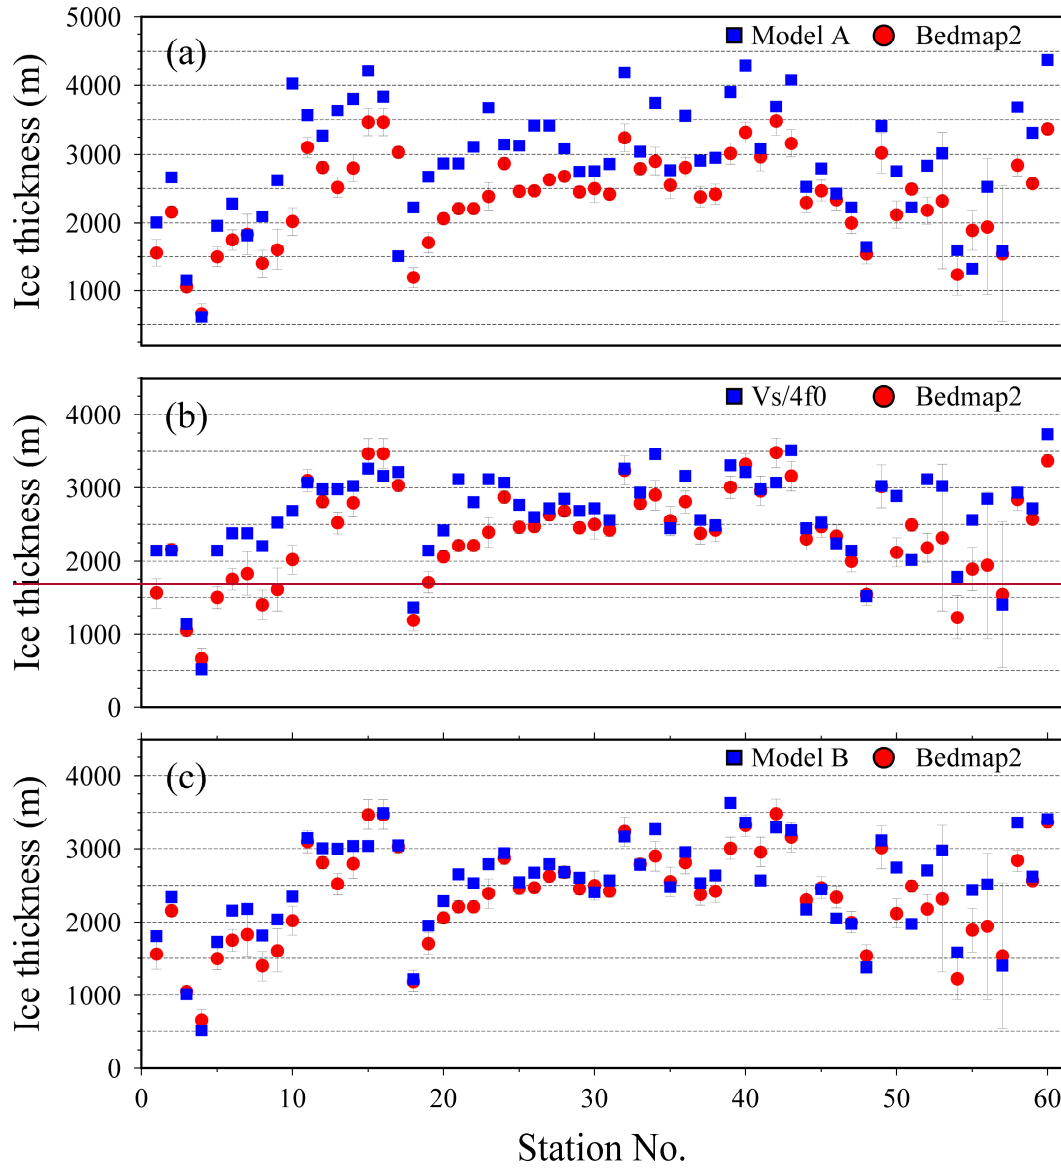 5000
(a)
Model A
Bedmap2
4000
3000
2000
1000
Ice thickness (m)
(b)
Vs/4f0
Bedmap2
4000
3000
2000
1000
0
Ice thickness (m)
(c)
Model B
Bedmap2
4000
3000
2000
1000
0
Ice thickness (m)
0 10 20 30 40 50 60
Station No.